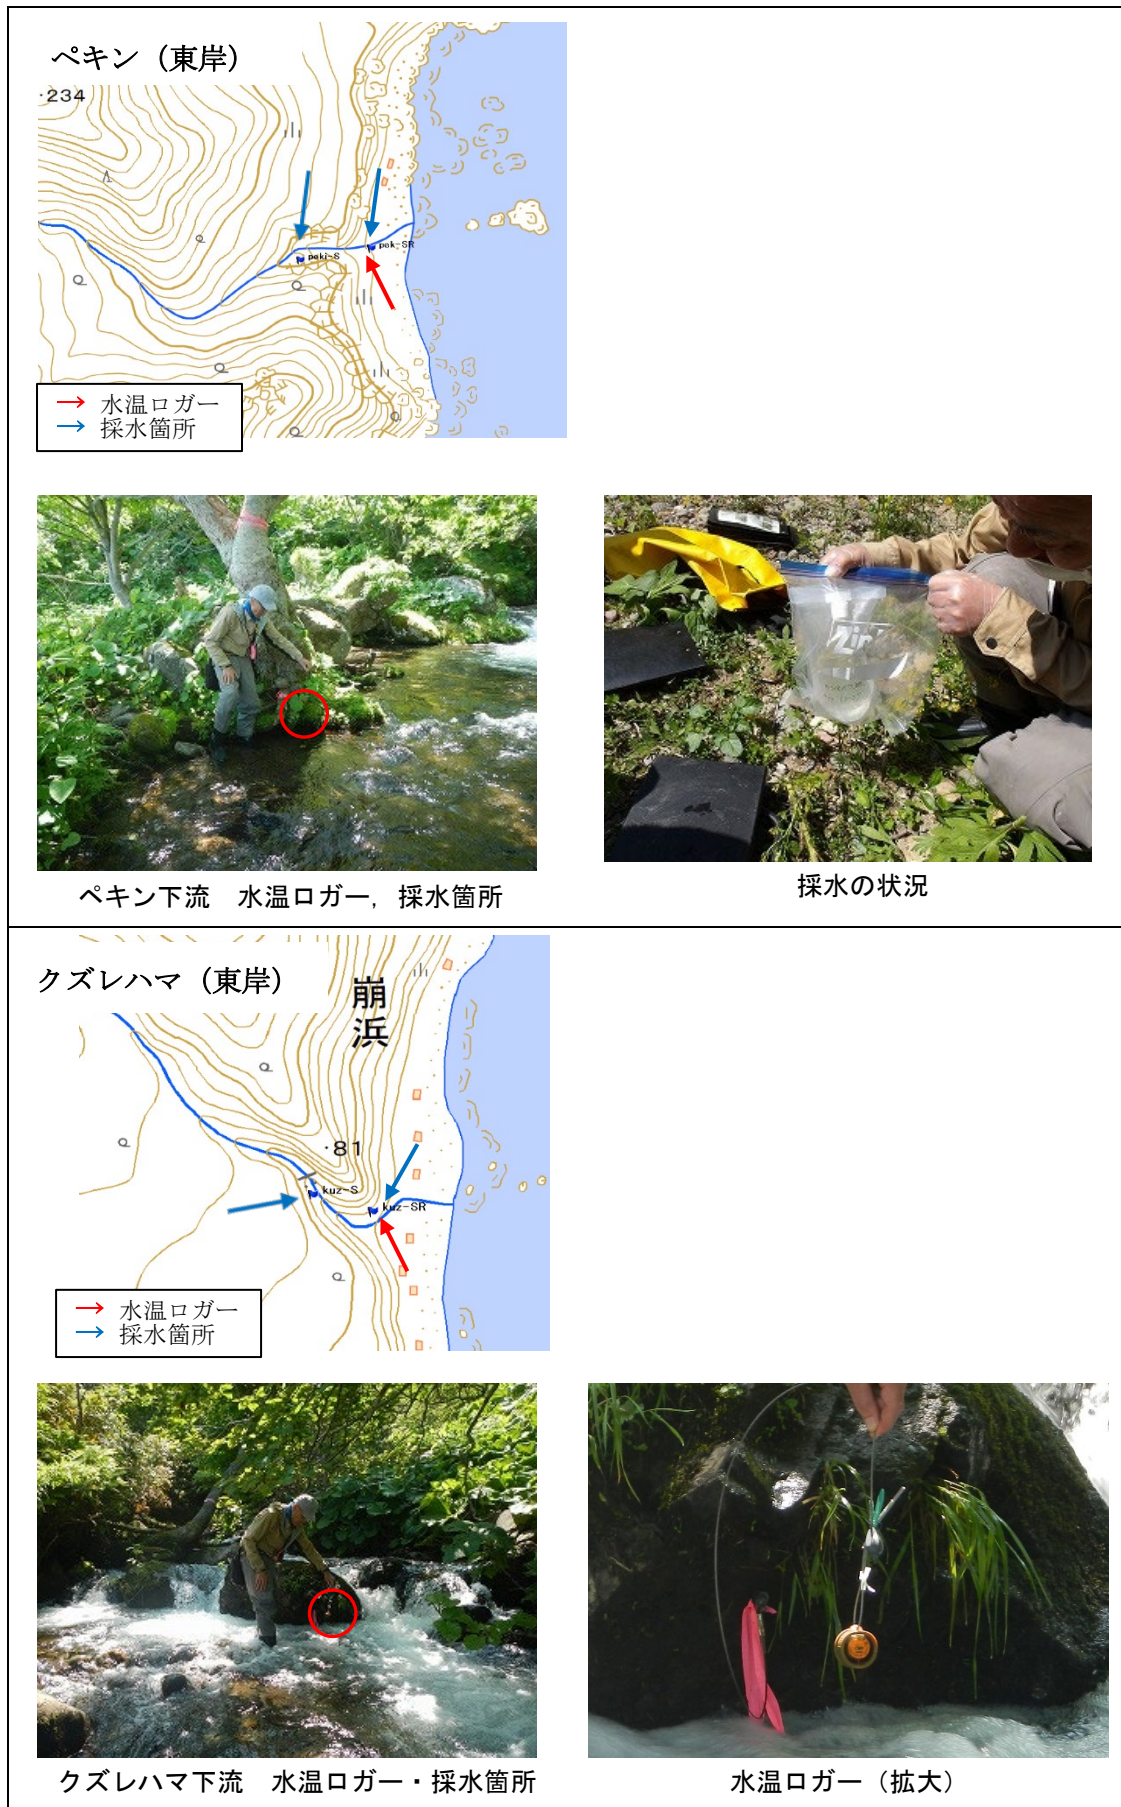 ペキン（東岸）
·234
peki-S
pek-SR
水温ロガー
採水箇所
ペキン下流　水温ロガー，採水箇所
採水の状況
クズレハマ（東岸）
崩浜
·81
kuz-S
kuz-SR
水温ロガー
採水箇所
クズレハマ下流　水温ロガー・採水箇所
水温ロガー（拡大）